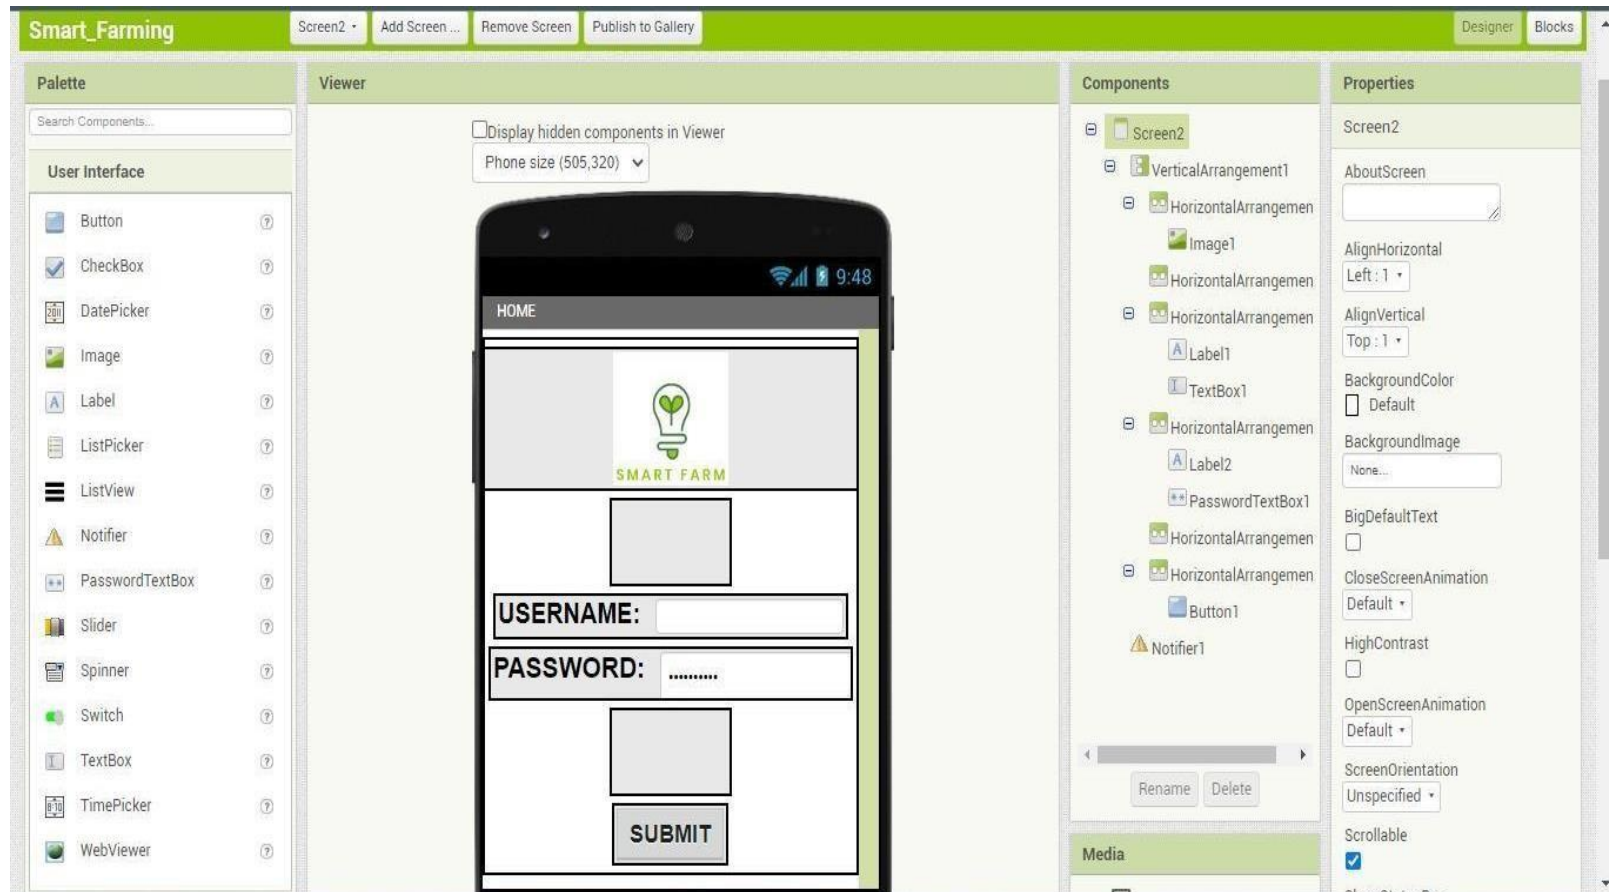 Smart_Farming
Screen2
Add Screen ...
Remove Screen
Publish to Gallery
Designer
Blocks
Palette
Search Components...
User Interface
Button
CheckBox
DatePicker
Image
Label
ListPicker
ListView
Notifier
PasswordTextBox
Slider
Spinner
Switch
TextBox
TimePicker
WebViewer
Viewer
Display hidden components in Viewer
Phone size (505,320)
9:48
HOME
SMART FARM
USERNAME:
PASSWORD:
SUBMIT
Components
Screen2
VerticalArrangement1
HorizontalArrangemen
Image1
HorizontalArrangemen
HorizontalArrangemen
Label1
TextBox1
HorizontalArrangemen
Label2
PasswordTextBox1
HorizontalArrangemen
HorizontalArrangemen
Button1
Notifier1
Rename
Delete
Media
Properties
Screen2
AboutScreen
AlignHorizontal
Left : 1
AlignVertical
Top : 1
BackgroundColor
Default
BackgroundImage
None...
BigDefaultText
CloseScreenAnimation
Default
HighContrast
OpenScreenAnimation
Default
ScreenOrientation
Unspecified
Scrollable